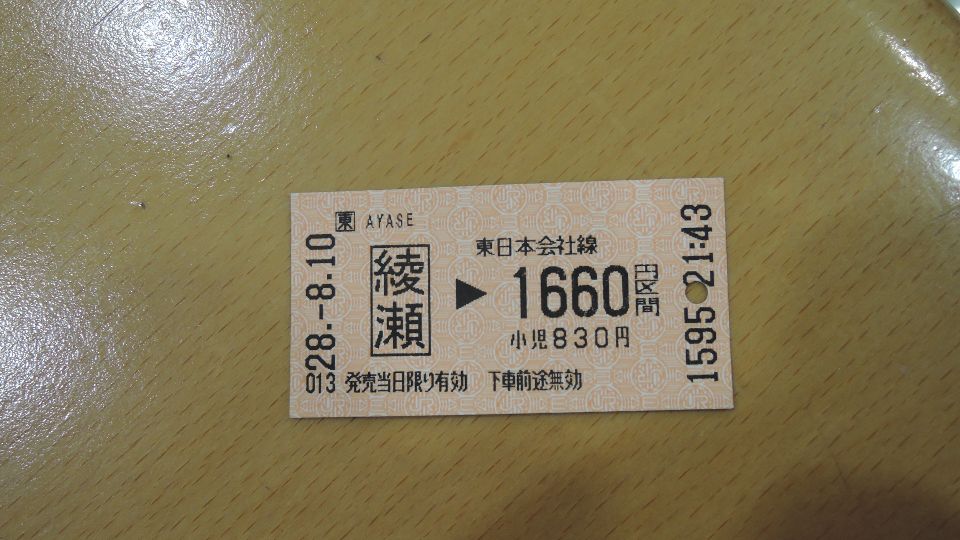 東 AYASE
綾瀬
東日本会社線
▶ 1660円区間
小児830円
28.-8.10
013 発売当日限り有効 下車前途無効
1595 21:43